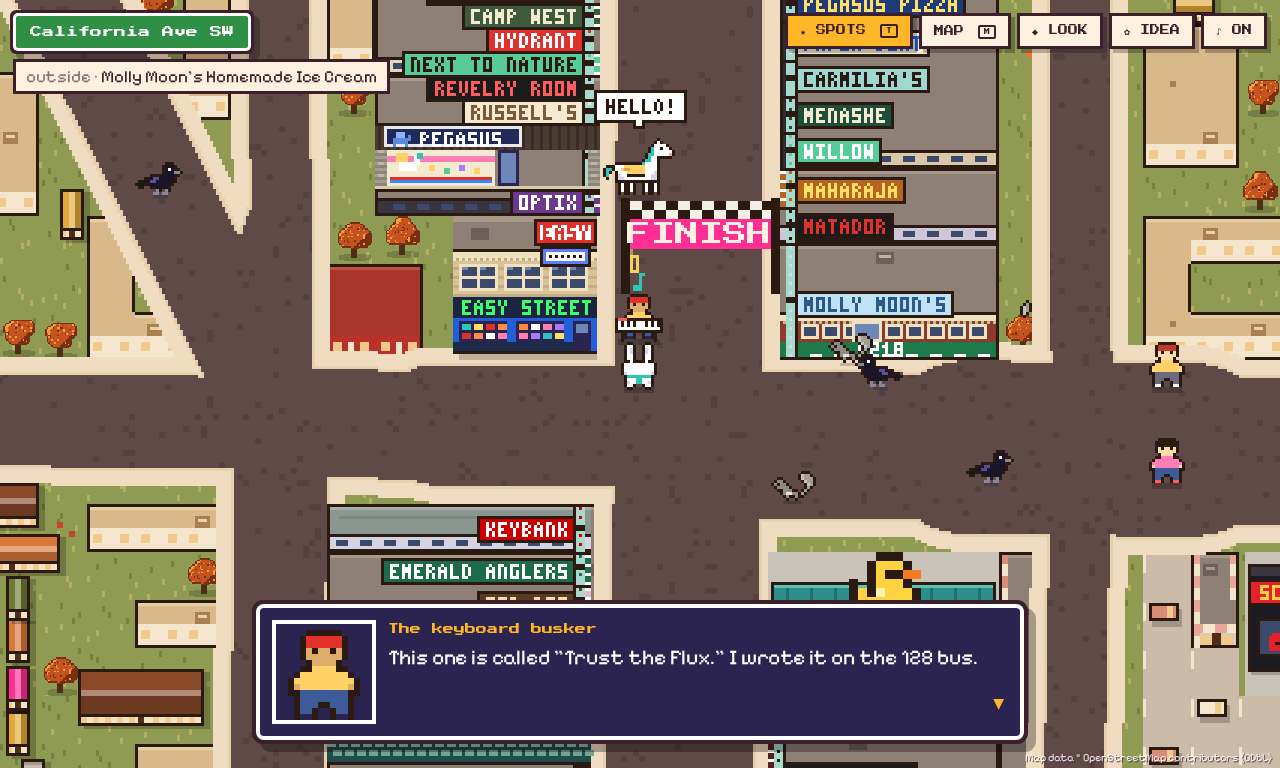 California Ave SW
outside · Molly Moon's Homemade Ice Cream
SPOTS T
MAP M
LOOK
IDEA
ON
CAMP WEST
HYDRANT
NEXT TO NATURE
REVELRY ROOM
RUSSELL'S
PEGASUS
OPTIX
EASY
EASY STREET
HELLO!
FINISH
PEGASUS PIZZA
CARMILIA'S
MENASHE
WILLOW
MAHARAJA
MATADOR
MOLLY MOON'S
KEYBANK
EMERALD ANGLERS
The keyboard busker
This one is called "Trust the Flux." I wrote it on the 128 bus.
Map data © OpenStreetMap contributors (ODbL)